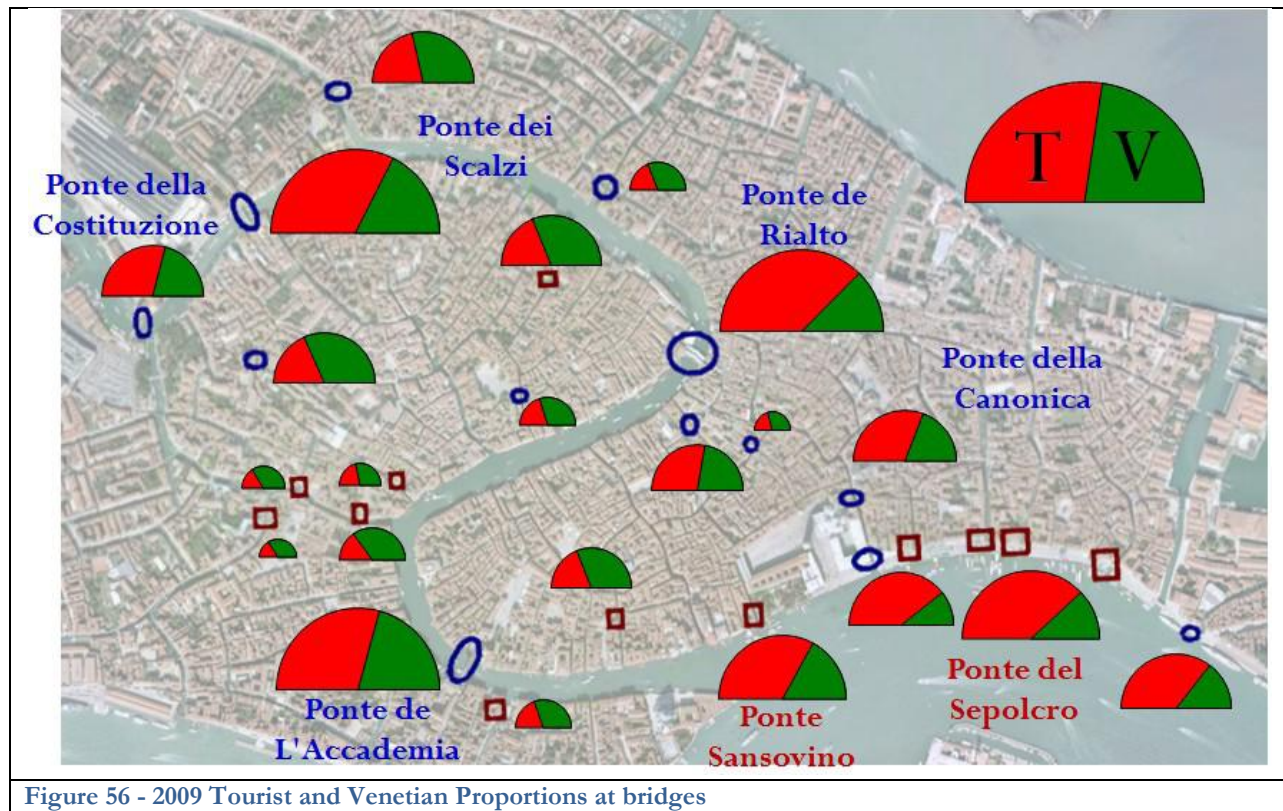 Ponte dei
Scalzi
T V
Ponte della
Costituzione
Ponte de
Rialto
Ponte della
Canonica
Ponte de
L'Accademia
Ponte
Sansovino
Ponte del
Sepolcro
Figure 56 - 2009 Tourist and Venetian Proportions at bridges